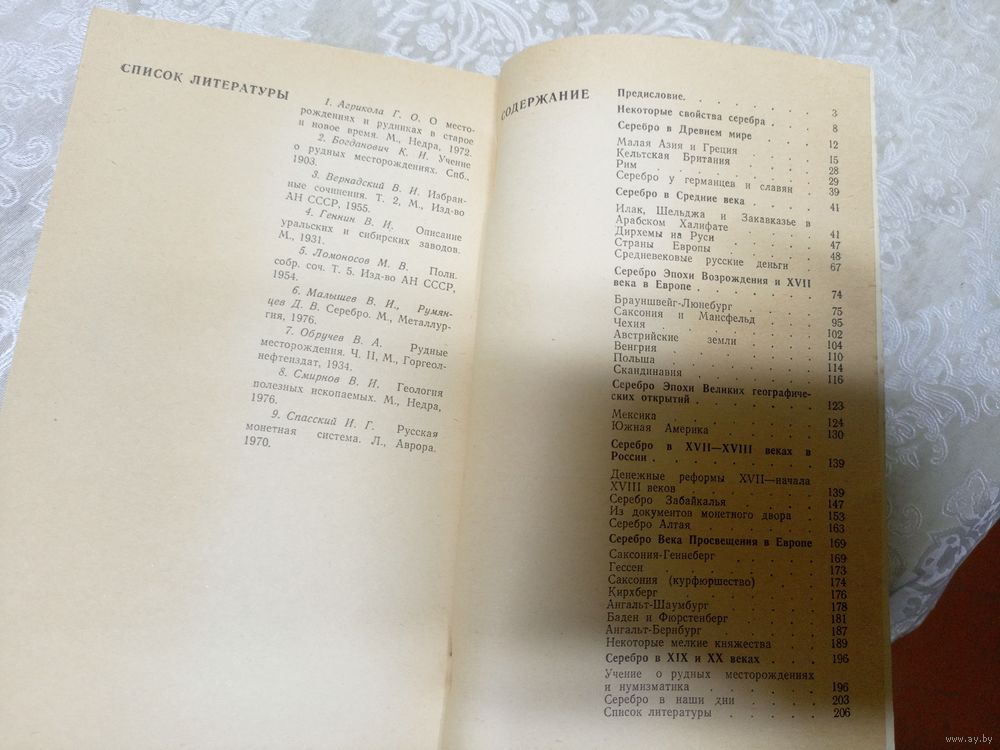 СПИСОК ЛИТЕРАТУРЫ
1. Агрикола Г. О. О место-
рождениях и рудниках в старое
и новое время. М., Недра, 1972.
2. Богданович К. И. Учение
о рудных месторождениях. Спб.,
1903.
3. Вернадский В. И. Избран-
ные сочинения. Т. 2, М., Изд-во
АН СССР, 1955.
4. Геннин В. И. Описание
уральских и сибирских заводов.
М., 1931.
5. Ломоносов М. В. Полн.
собр. соч. Т. 5. Изд-во АН СССР,
1954.
6. Малышев В. И., Румян-
цев Д. В. Серебро. М., Металлур-
гия, 1976.
7. Обручев В. А. Рудные
месторождения. Ч. II, М., Горгеол-
нефтеиздат, 1934.
8. Смирнов В. И. Геология
полезных ископаемых. М., Недра,
1976.
9. Спасский И. Г. Русская
монетная система. Л., Аврора.
1970.
СОДЕРЖАНИЕ
Предисловие. . . . . . . . 3
Некоторые свойства серебра . . . 8
Серебро в Древнем мире 12
Малая Азия и Греция . . . . 15
Кельтская Британия . . . . 28
Рим . . . . . . . . 29
Серебро у германцев и славян . 39
Серебро в Средние века . . . . 41
Илак, Шельджа и Закавказье в
Арабском Халифате . . . . 41
Дирхемы на Руси . . . . 47
Страны Европы . . . . 48
Средневековые русские деньги . . 67
Серебро Эпохи Возрождения и XVII
века в Европе . . . . . . 74
Брауншвейг-Люнебург . . . . 75
Саксония и Мансфельд . . . 95
Чехия . . . . . . . 102
Австрийские земли . . . . 104
Венгрия . . . . . . 110
Польша . . . . . . 114
Скандинавия . . . . . 116
Серебро Эпохи Великих географиче-
ских открытий . . . . . . 123
Мексика . . . . . . 124
Южная Америка . . . . . 130
Серебро в XVII—XVIII веках в
России . . . . . . . . 139
Денежные реформы XVII—начала
XVIII веков . . . . . . 139
Серебро Забайкалья . . . . 147
Из документов монетного двора . 153
Серебро Алтая . . . . . 163
Серебро Века Просвещения в Европе 169
Саксония-Геннеберг . . . . 169
Гессен . . . . . . . 173
Саксония (курфюршество) . . . 174
Кирхберг . . . . . . 176
Ангальт-Шаумбург . . . . 178
Баден и Фюрстенберг . . . . 181
Ангальт-Бернбург . . . . . 187
Некоторые мелкие княжества . . 189
Серебро в XIX и XX веках . . . 196
Учение о рудных месторождениях
и нумизматика . . . . . 196
Серебро в наши дни . . . . 203
Список литературы . . . . . 206
www.ay.by